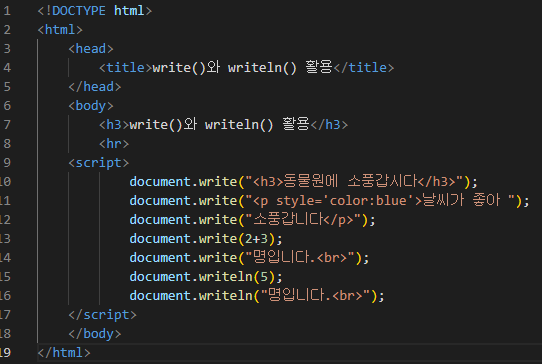 1 <!DOCTYPE html>
2 <html>
3 <head>
4 <title>write()와 writeln() 활용</title>
5 </head>
6 <body>
7 <h3>write()와 writeln() 활용</h3>
8 <hr>
9 <script>
10 document.write("<h3>동물원에 소풍갑시다</h3>");
11 document.write("<p style='color:blue'>날씨가 좋아 ");
12 document.write("소풍갑니다</p>");
13 document.write(2+3);
14 document.write("명입니다.<br>");
15 document.writeln(5);
16 document.writeln("명입니다.<br>");
17 </script>
18 </body>
19 </html>